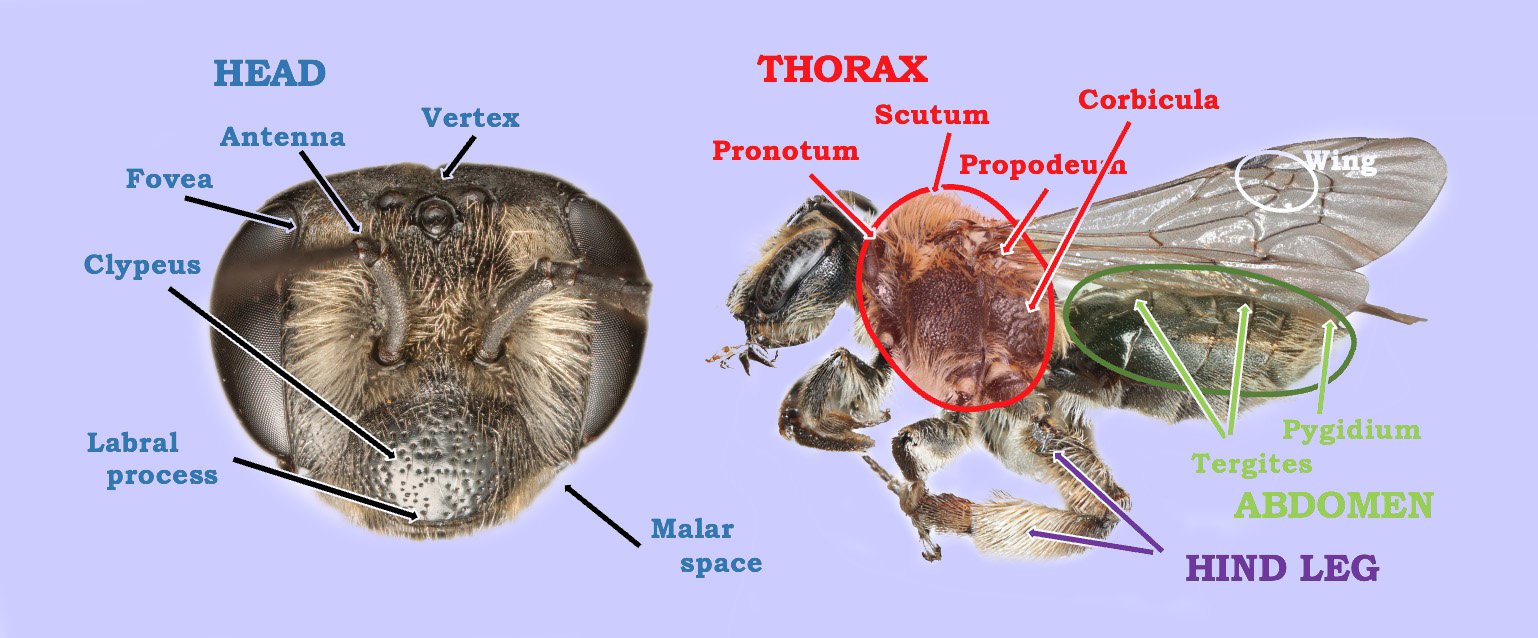 HEAD
Vertex
Antenna
Fovea
Clypeus
Labral
process
Malar
space
THORAX
Corbicula
Scutum
Pronotum
Propodeum
Wing
Pygidium
Tergites
ABDOMEN
HIND LEG